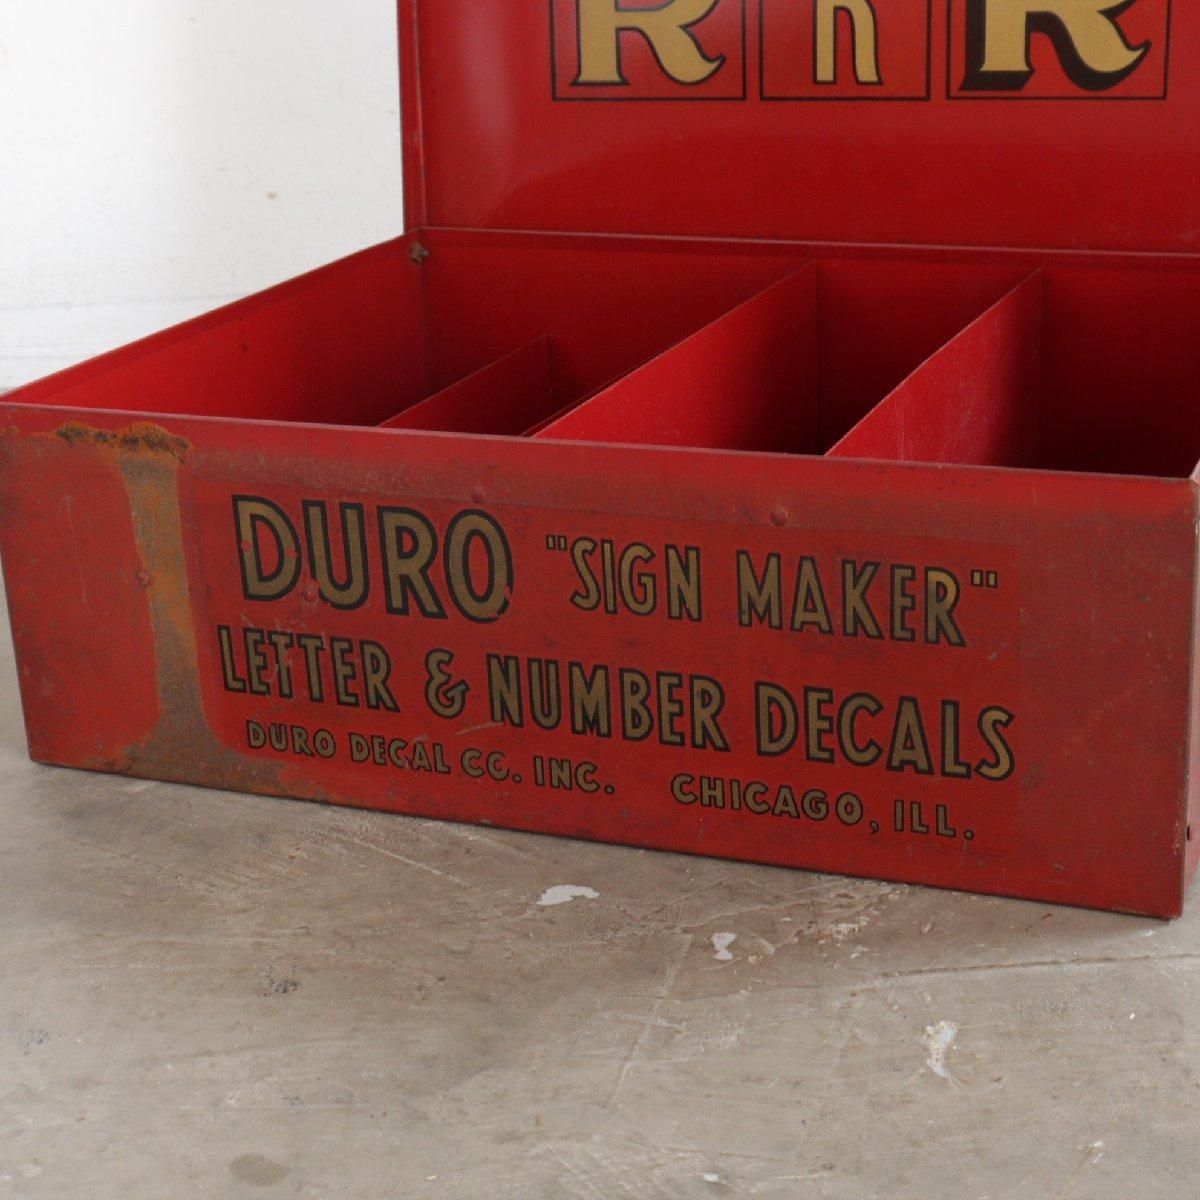 R h R
DURO "SIGN MAKER"
LETTER & NUMBER DECALS
DURO DECAL CO. INC. CHICAGO, ILL.